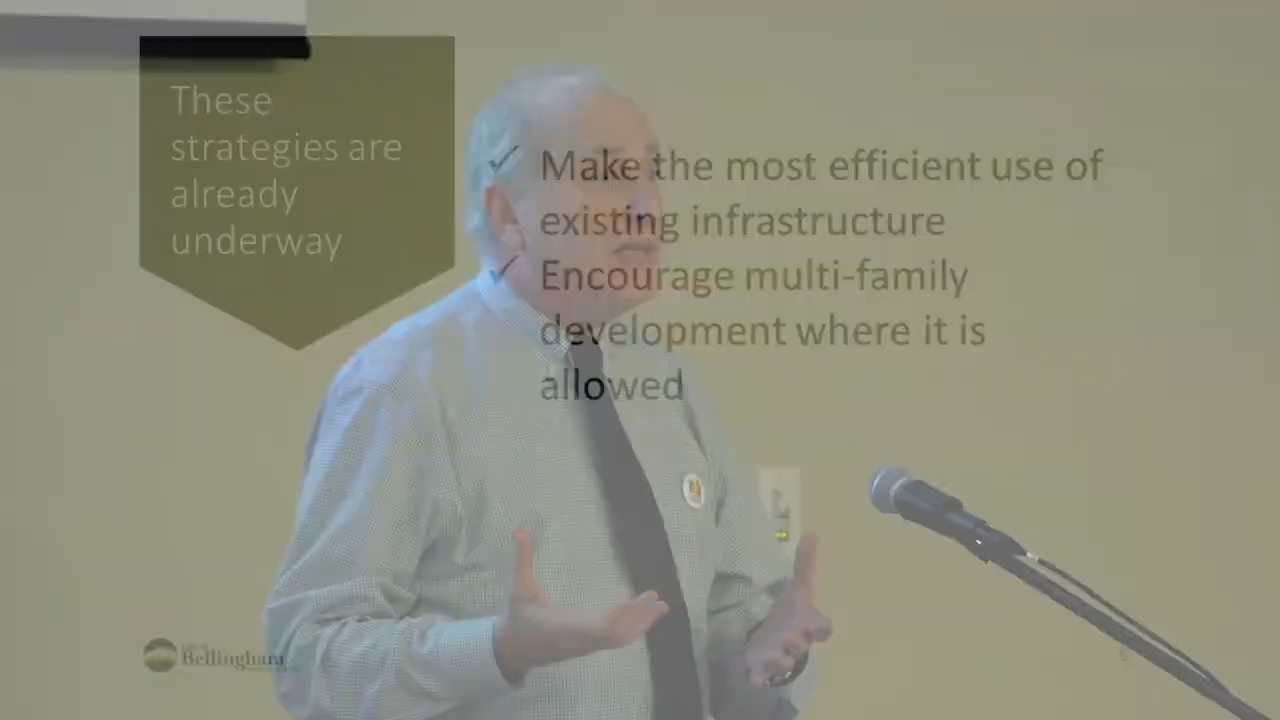 These
strategies are
already
underway
✓ Make the most efficient use of
existing infrastructure
✓ Encourage multi-family
development where it is
allowed
Bellingham